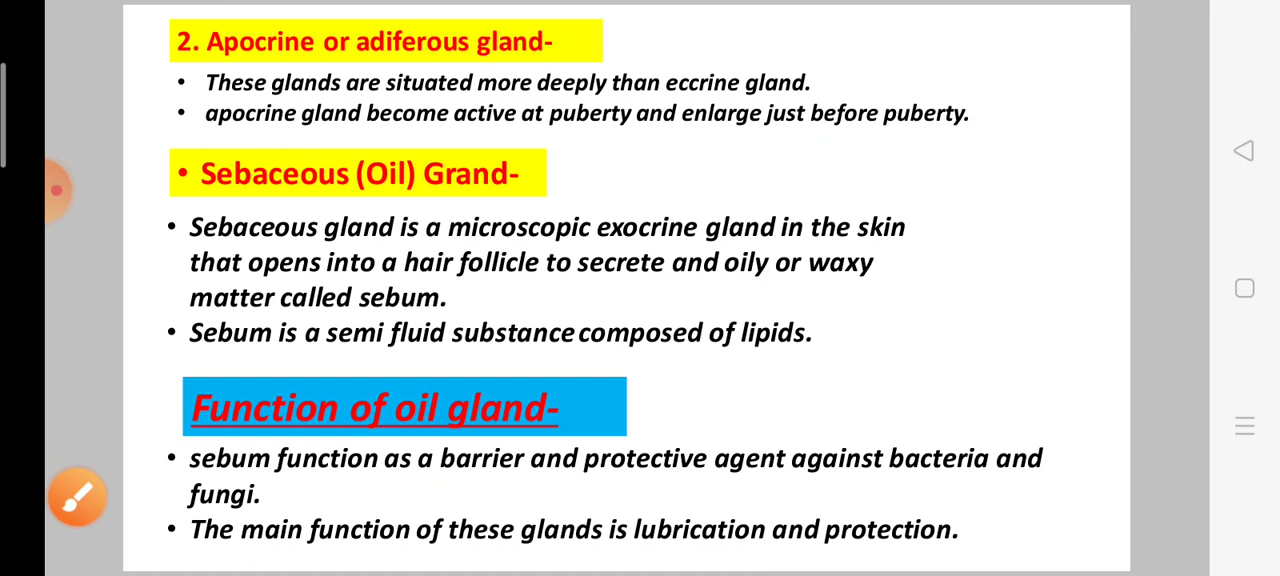 2. Apocrine or adiferous gland-
• These glands are situated more deeply than eccrine gland.
• apocrine gland become active at puberty and enlarge just before puberty.
• Sebaceous (Oil) Grand-
• Sebaceous gland is a microscopic exocrine gland in the skin
that opens into a hair follicle to secrete and oily or waxy
matter called sebum.
• Sebum is a semi fluid substance composed of lipids.
Function of oil gland-
• sebum function as a barrier and protective agent against bacteria and
fungi.
• The main function of these glands is lubrication and protection.